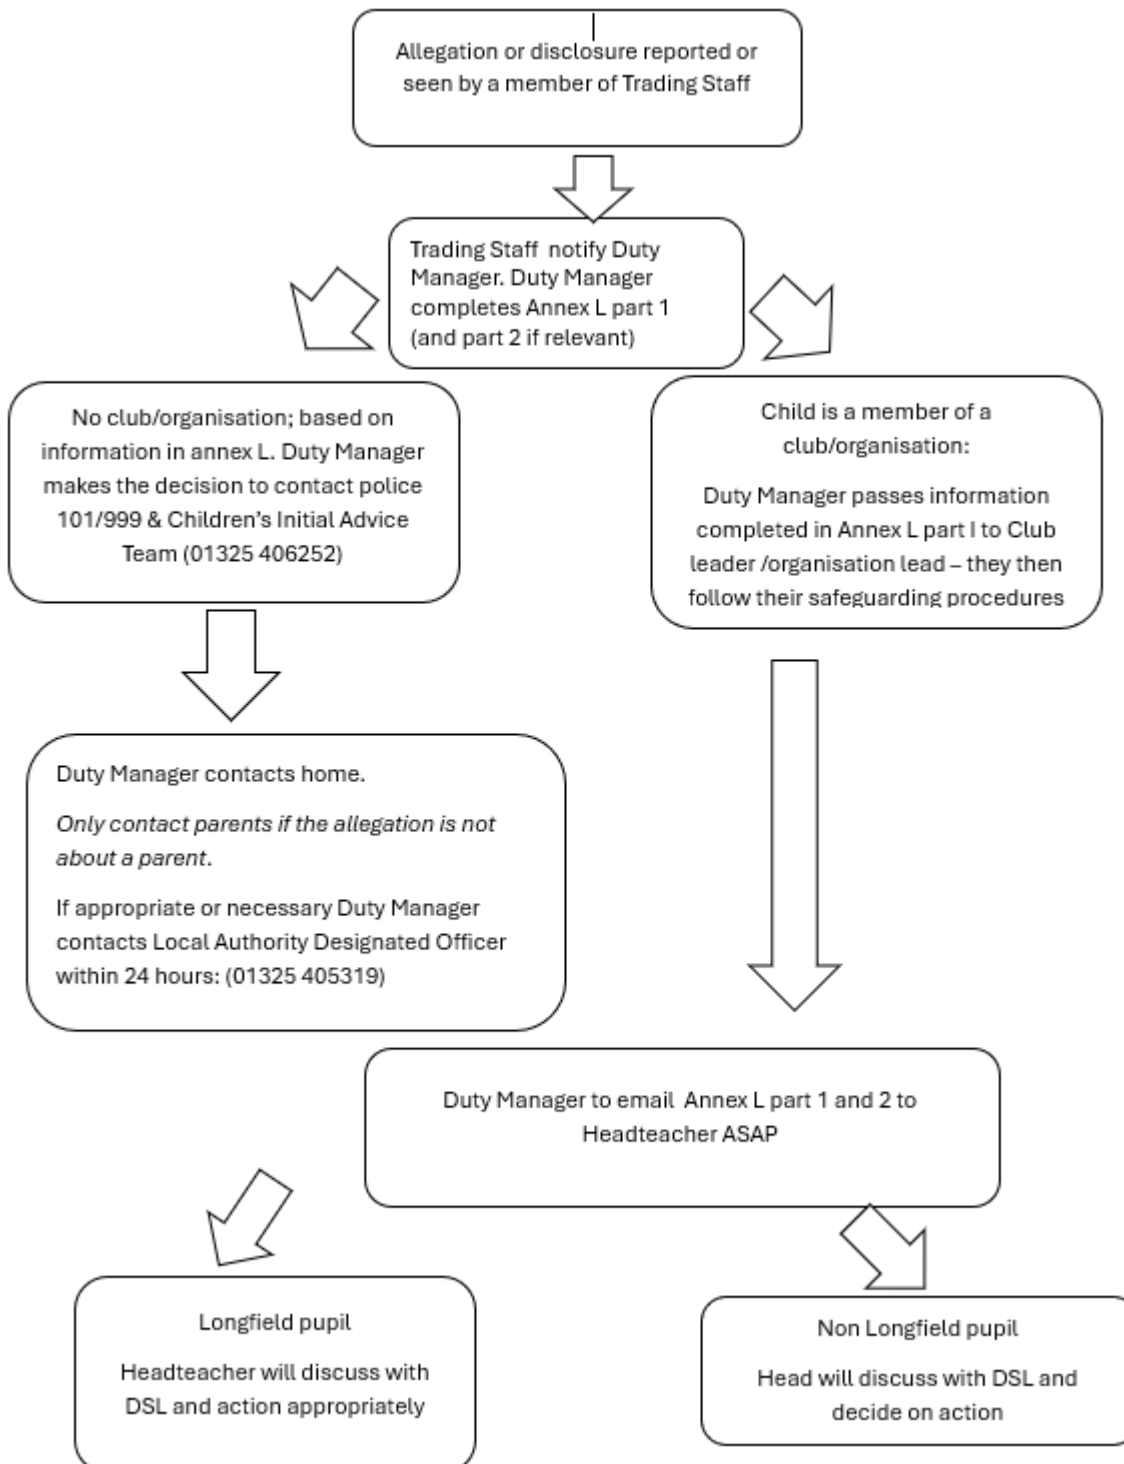 Allegation or disclosure reported or
seen by a member of Trading Staff
Trading Staff notify Duty
Manager. Duty Manager
completes Annex L part 1
(and part 2 if relevant)
No club/organisation; based on
information in annex L. Duty Manager
makes the decision to contact police
101/999 & Children's Initial Advice
Team (01325 406252)
Child is a member of a
club/organisation:
Duty Manager passes information
completed in Annex L part I to Club
leader /organisation lead – they then
follow their safeguarding procedures
Duty Manager contacts home.
Only contact parents if the allegation is not
about a parent.
If appropriate or necessary Duty Manager
contacts Local Authority Designated Officer
within 24 hours: (01325 405319)
Duty Manager to email Annex L part 1 and 2 to
Headteacher ASAP
Longfield pupil
Headteacher will discuss with
DSL and action appropriately
Non Longfield pupil
Head will discuss with DSL and
decide on action